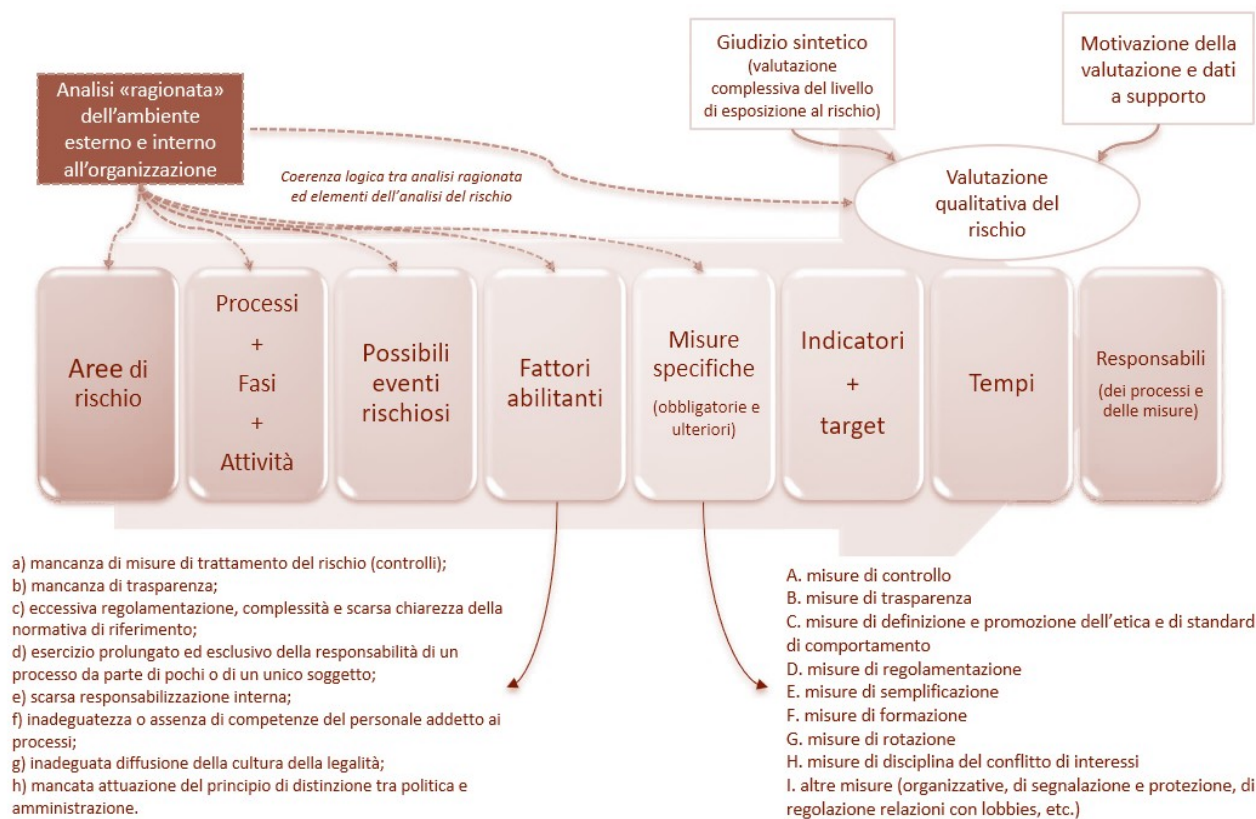 Analisi «ragionata»
dell'ambiente
esterno e interno
all'organizzazione
Giudizio sintetico
(valutazione
complessiva del livello
di esposizione al rischio)
Motivazione della
valutazione e dati
a supporto
Coerenza logica tra analisi ragionata
ed elementi dell'analisi del rischio
Valutazione
qualitativa del
rischio
Aree di
rischio
Processi
+
Fasi
+
Attività
Possibili
eventi
rischiosi
Fattori
abilitanti
Misure
specifiche
(obbligatorie e
ulteriori)
Indicatori
+
target
Tempi
Responsabili
(dei processi e
delle misure)
a) mancanza di misure di trattamento del rischio (controlli);
b) mancanza di trasparenza;
c) eccessiva regolamentazione, complessità e scarsa chiarezza della
normativa di riferimento;
d) esercizio prolungato ed esclusivo della responsabilità di un
processo da parte di pochi o di un unico soggetto;
e) scarsa responsabilizzazione interna;
f) inadeguatezza o assenza di competenze del personale addetto ai
processi;
g) inadeguata diffusione della cultura della legalità;
h) mancata attuazione del principio di distinzione tra politica e
amministrazione.
A. misure di controllo
B. misure di trasparenza
C. misure di definizione e promozione dell'etica e di standard
di comportamento
D. misure di regolamentazione
E. misure di semplificazione
F. misure di formazione
G. misure di rotazione
H. misure di disciplina del conflitto di interessi
I. altre misure (organizzative, di segnalazione e protezione, di
regolazione relazioni con lobbies, etc.)